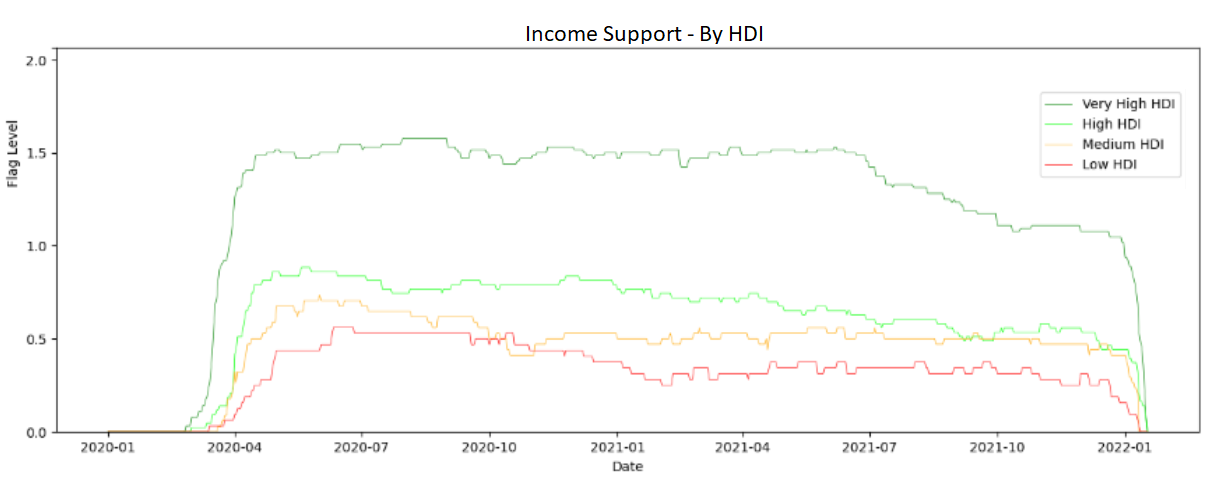 Income Support - By HDI
2.0
1.5
1.0
0.5
0.0
Flag Level
Very High HDI
High HDI
Medium HDI
Low HDI
2020-01 2020-04 2020-07 2020-10 2021-01 2021-04 2021-07 2021-10 2022-01
Date